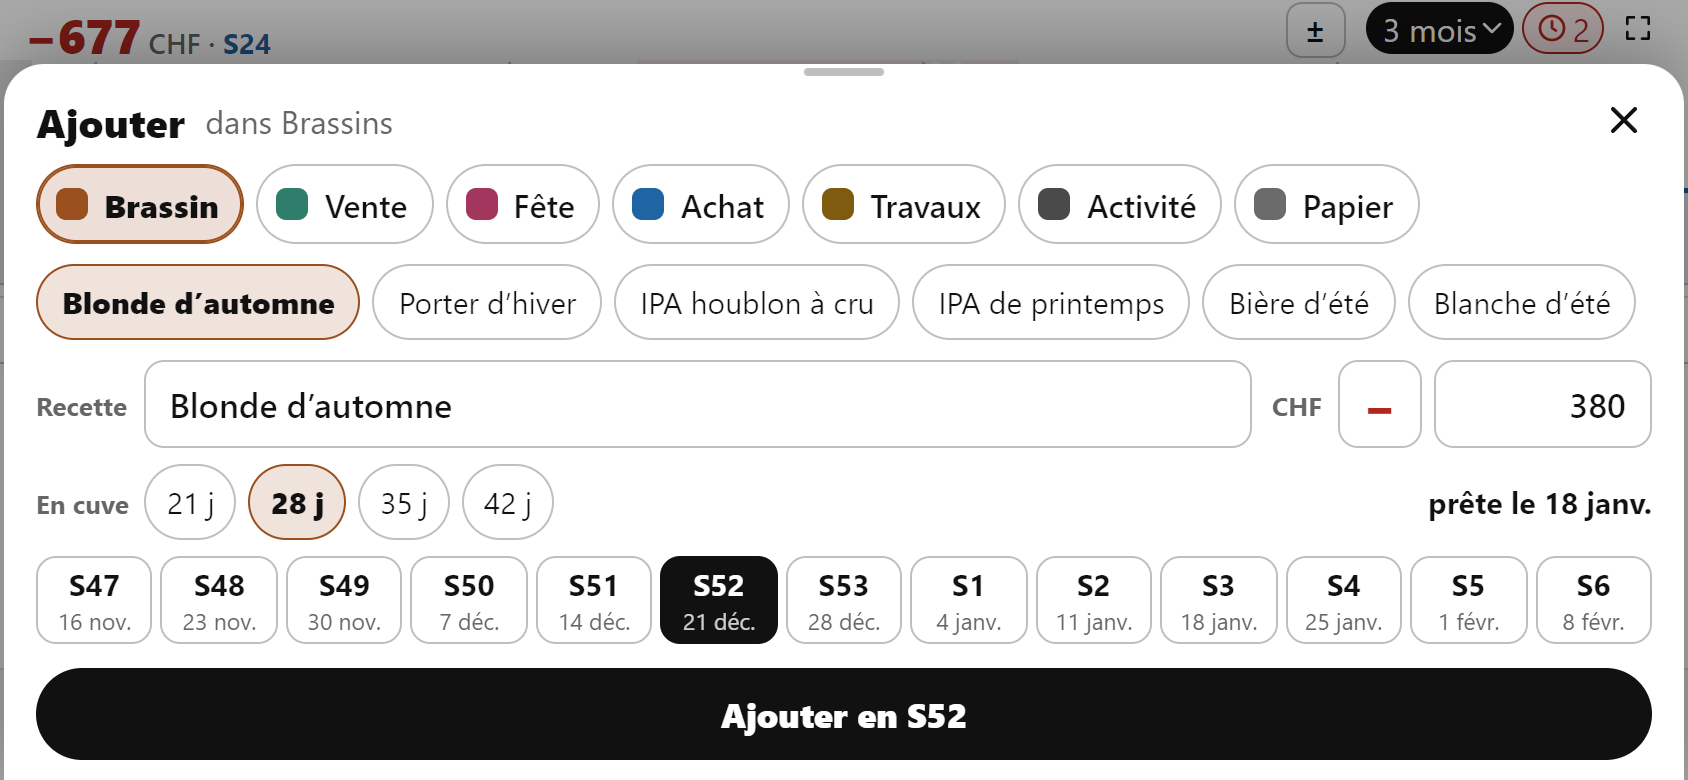 –677 CHF · S24
±
3 mois
2
Ajouter dans Brassins
Brassin Vente Fête Achat Travaux Activité Papier
Blonde d’automne Porter d’hiver IPA houblon à cru IPA de printemps Bière d’été Blanche d’été
Recette Blonde d’automne CHF – 380
En cuve 21 j 28 j 35 j 42 j prête le 18 janv.
S47 S48 S49 S50 S51 S52 S53 S1 S2 S3 S4 S5 S6
16 nov. 23 nov. 30 nov. 7 déc. 14 déc. 21 déc. 28 déc. 4 janv. 11 janv. 18 janv. 25 janv. 1 févr. 8 févr.
Ajouter en S52